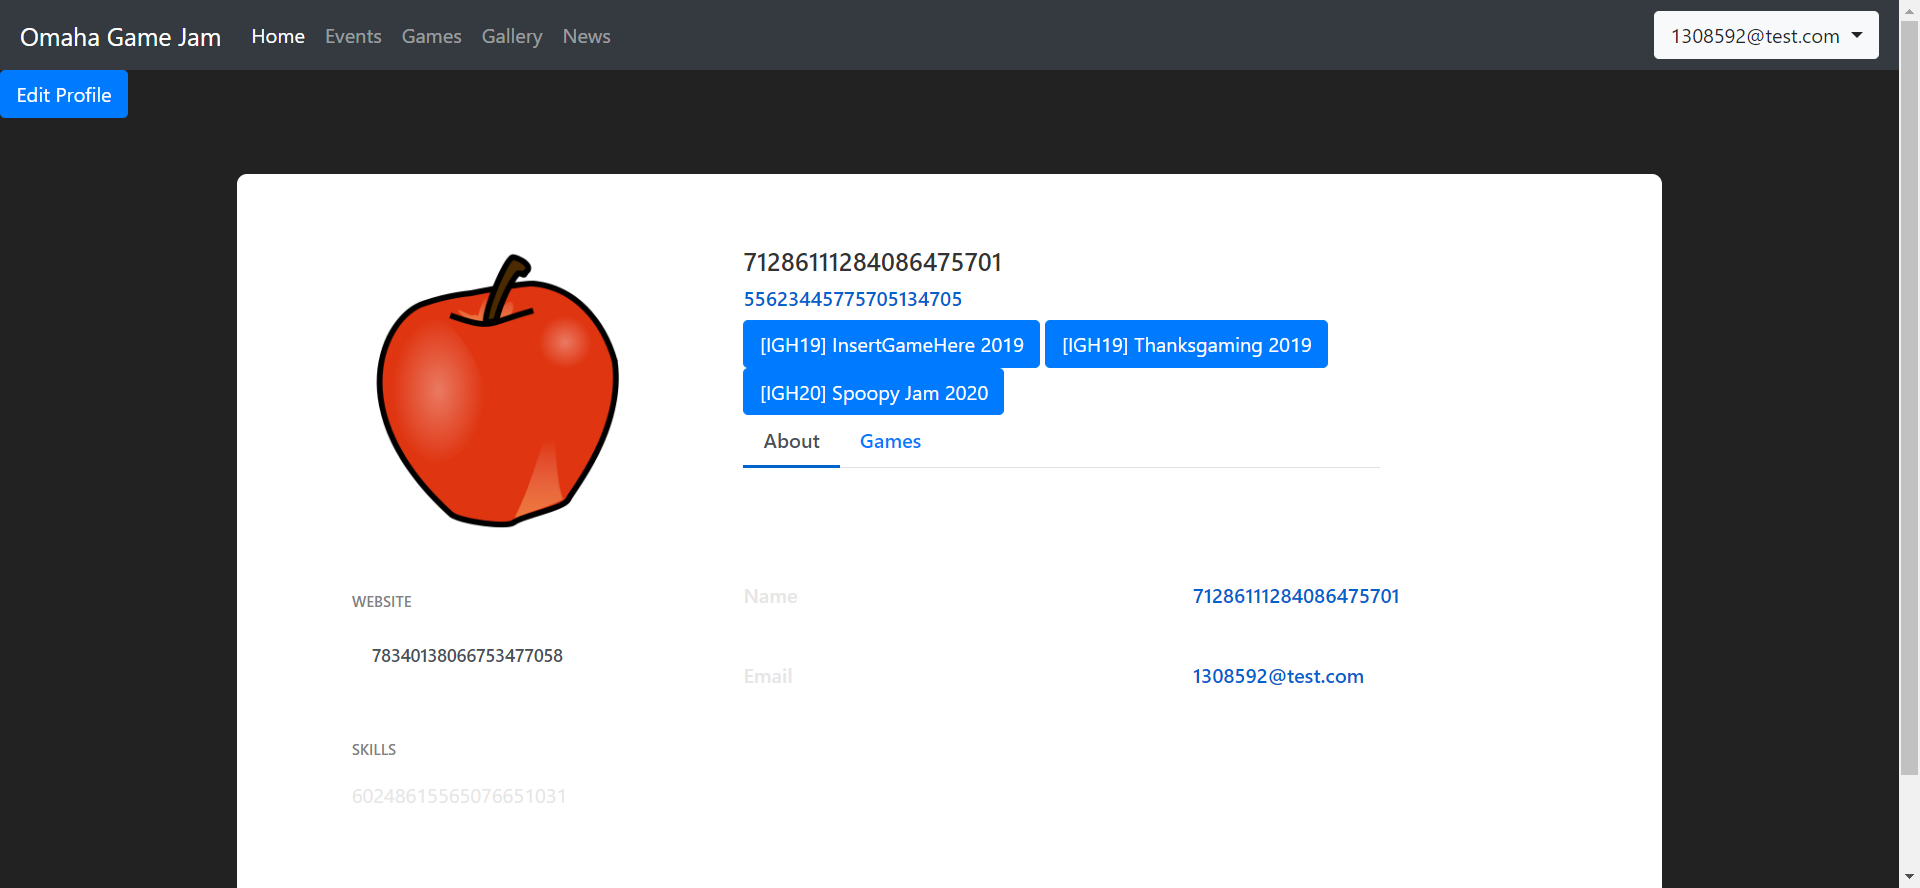 Omaha Game Jam Home Events Games Gallery News 1308592@test.com
Edit Profile
71286111284086475701
55623445775705134705
[IGH19] InsertGameHere 2019 [IGH19] Thanksgaming 2019
[IGH20] Spoopy Jam 2020
About Games
WEBSITE
78340138066753477058
SKILLS
60248615565076651031
Name 71286111284086475701
Email 1308592@test.com